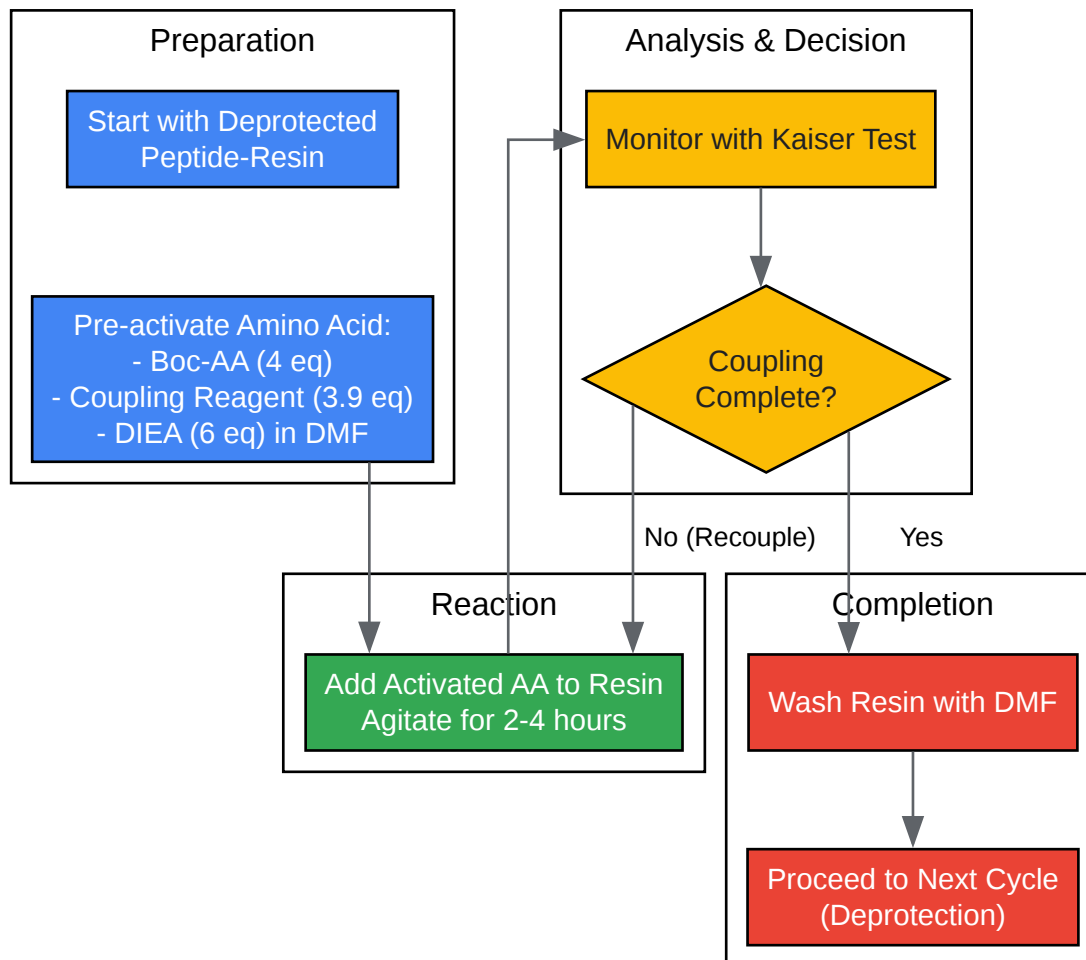 Preparation
Start with Deprotected
Peptide-Resin
Pre-activate Amino Acid:
- Boc-AA (4 eq)
- Coupling Reagent (3.9 eq)
- DIEA (6 eq) in DMF
Analysis & Decision
Monitor with Kaiser Test
Coupling
Complete?
No (Recouple)
Yes
Reaction
Add Activated AA to Resin
Agitate for 2-4 hours
Completion
Wash Resin with DMF
Proceed to Next Cycle
(Deprotection)